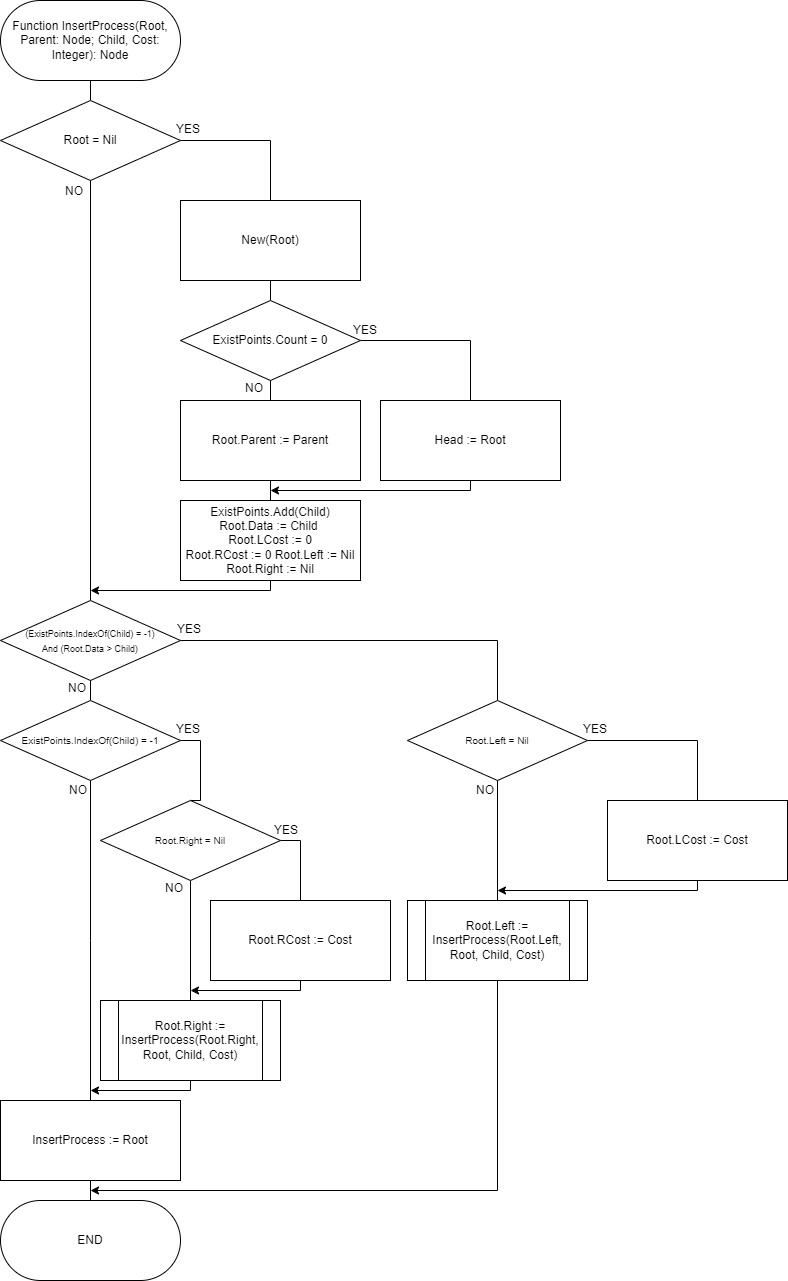 Function InsertProcess(Root,
Parent: Node; Child, Cost:
Integer): Node
Root = Nil
YES
NO
New(Root)
ExistPoints.Count = 0
YES
NO
Root.Parent := Parent
Head := Root
ExistPoints.Add(Child)
Root.Data := Child
Root.LCost := 0
Root.RCost := 0 Root.Left := Nil
Root.Right := Nil
(ExistPoints.IndexOf(Child) = -1)
And (Root.Data > Child)
YES
NO
ExistPoints.IndexOf(Child) = -1
YES
NO
Root.Left = Nil
YES
NO
Root.Right = Nil
YES
NO
Root.LCost := Cost
Root.RCost := Cost
Root.Left :=
InsertProcess(Root.Left,
Root, Child, Cost)
Root.Right :=
InsertProcess(Root.Right,
Root, Child, Cost)
InsertProcess := Root
END